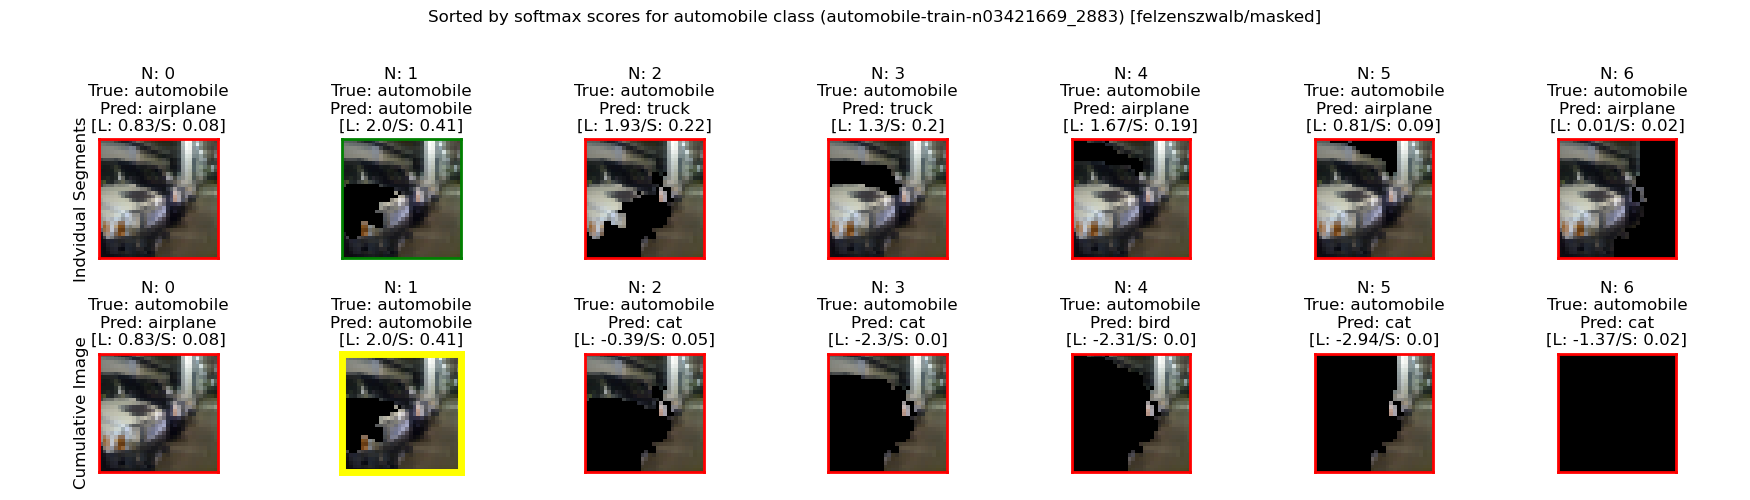 Sorted by softmax scores for automobile class (automobile-train-n03421669_2883) [felzenszwalb/masked]
Indvidual Segments
N: 0
True: automobile
Pred: airplane
[L: 0.83/S: 0.08]
N: 1
True: automobile
Pred: automobile
[L: 2.0/S: 0.41]
N: 2
True: automobile
Pred: truck
[L: 1.93/S: 0.22]
N: 3
True: automobile
Pred: truck
[L: 1.3/S: 0.2]
N: 4
True: automobile
Pred: airplane
[L: 1.67/S: 0.19]
N: 5
True: automobile
Pred: airplane
[L: 0.81/S: 0.09]
N: 6
True: automobile
Pred: airplane
[L: 0.01/S: 0.02]
Cumulative Image
N: 0
True: automobile
Pred: airplane
[L: 0.83/S: 0.08]
N: 1
True: automobile
Pred: automobile
[L: 2.0/S: 0.41]
N: 2
True: automobile
Pred: cat
[L: -0.39/S: 0.05]
N: 3
True: automobile
Pred: cat
[L: -2.3/S: 0.0]
N: 4
True: automobile
Pred: bird
[L: -2.31/S: 0.0]
N: 5
True: automobile
Pred: cat
[L: -2.94/S: 0.0]
N: 6
True: automobile
Pred: cat
[L: -1.37/S: 0.02]